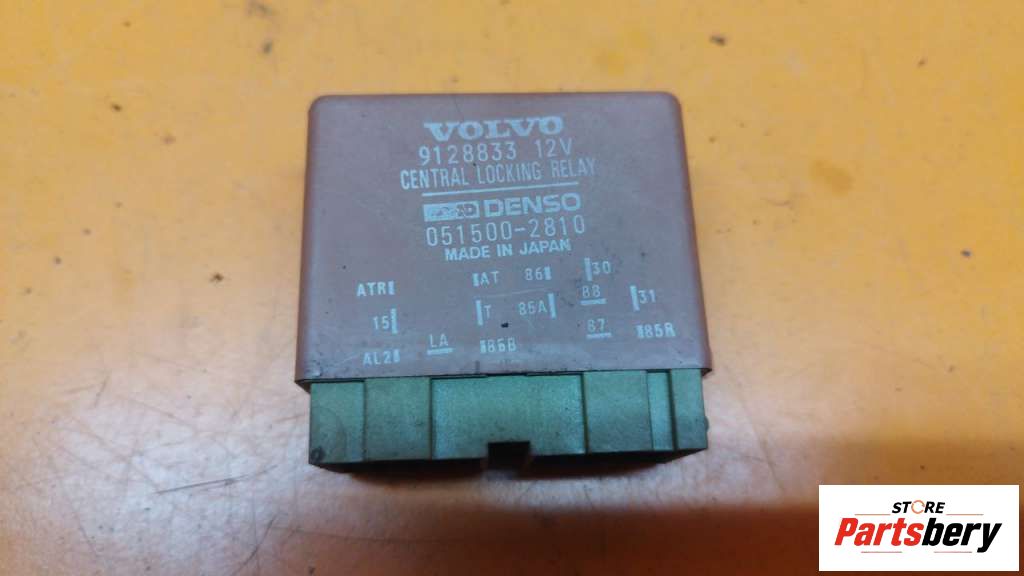 VOLVO
9128833 12V
CENTRAL LOCKING RELAY
DENSO
051500-2810
MADE IN JAPAN
ATR AT 86 30
15 T 85A 88 31
AL2 LA 86B 87 85R
STORE
Partsbery